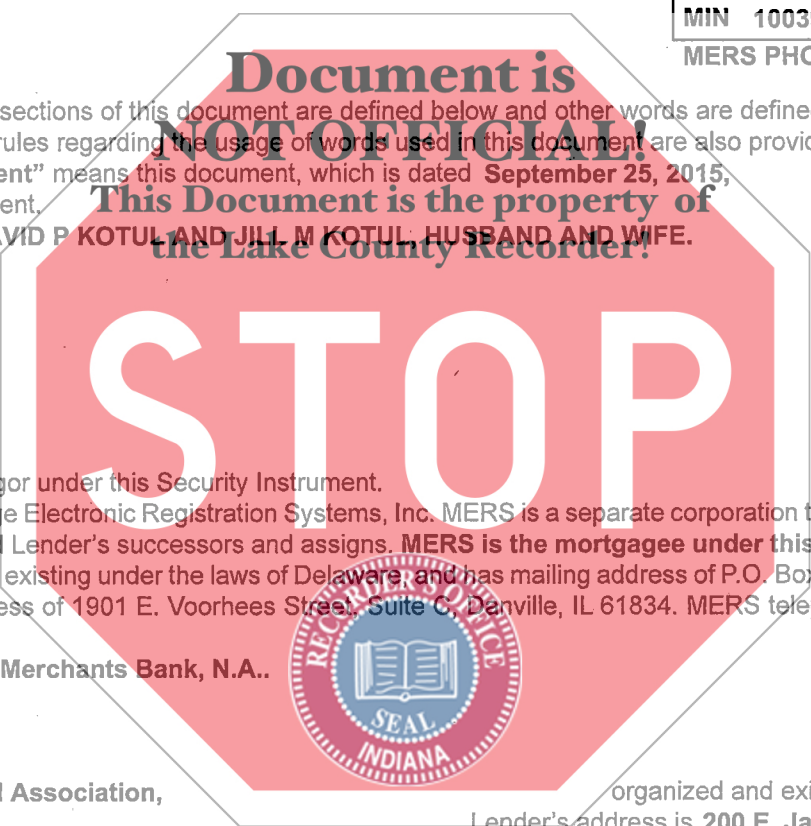 MIN 1003
MERS PHO
Document is
sections of this document are defined below and other words are define
NOT OFFICIAL!
rules regarding the usage of words used in this document are also provic
ent" means this document, which is dated September 25, 2015,
This Document is the property of
ent.
the Lake County Recorder!
VID P KOTUL AND JILL M KOTUL, HUSBAND AND WIFE.
STOP
gor under this Security Instrument.
e Electronic Registration Systems, Inc. MERS is a separate corporation t
Lender's successors and assigns. MERS is the mortgagee under this
existing under the laws of Delaware, and has mailing address of P.O. Box
ess of 1901 E. Voorhees Street, Suite C, Danville, IL 61834. MERS tele
RECORDER'S OFFICE
Merchants Bank, N.A..
SEAL
INDIANA
l Association,
organized and exi
Lender's address is 200 E. Ja